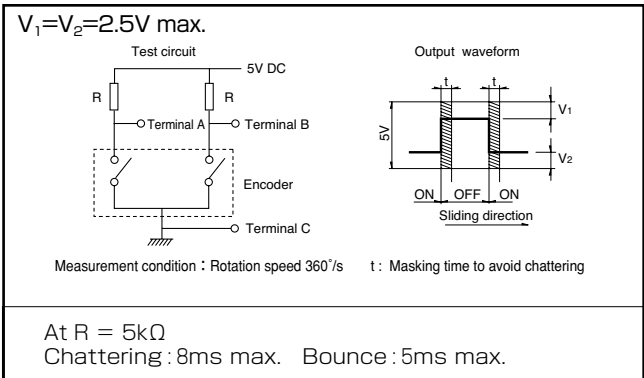 V₁=V₂=2.5V max.
Test circuit
Output waveform
5V DC
R
R
Terminal A
Terminal B
Encoder
Terminal C
t
t
V₁
5V
V₂
ON
OFF
ON
Sliding direction
Measurement condition：Rotation speed 360˚/s t : Masking time to avoid chattering
At R = 5kΩ
Chattering : 8ms max. Bounce : 5ms max.